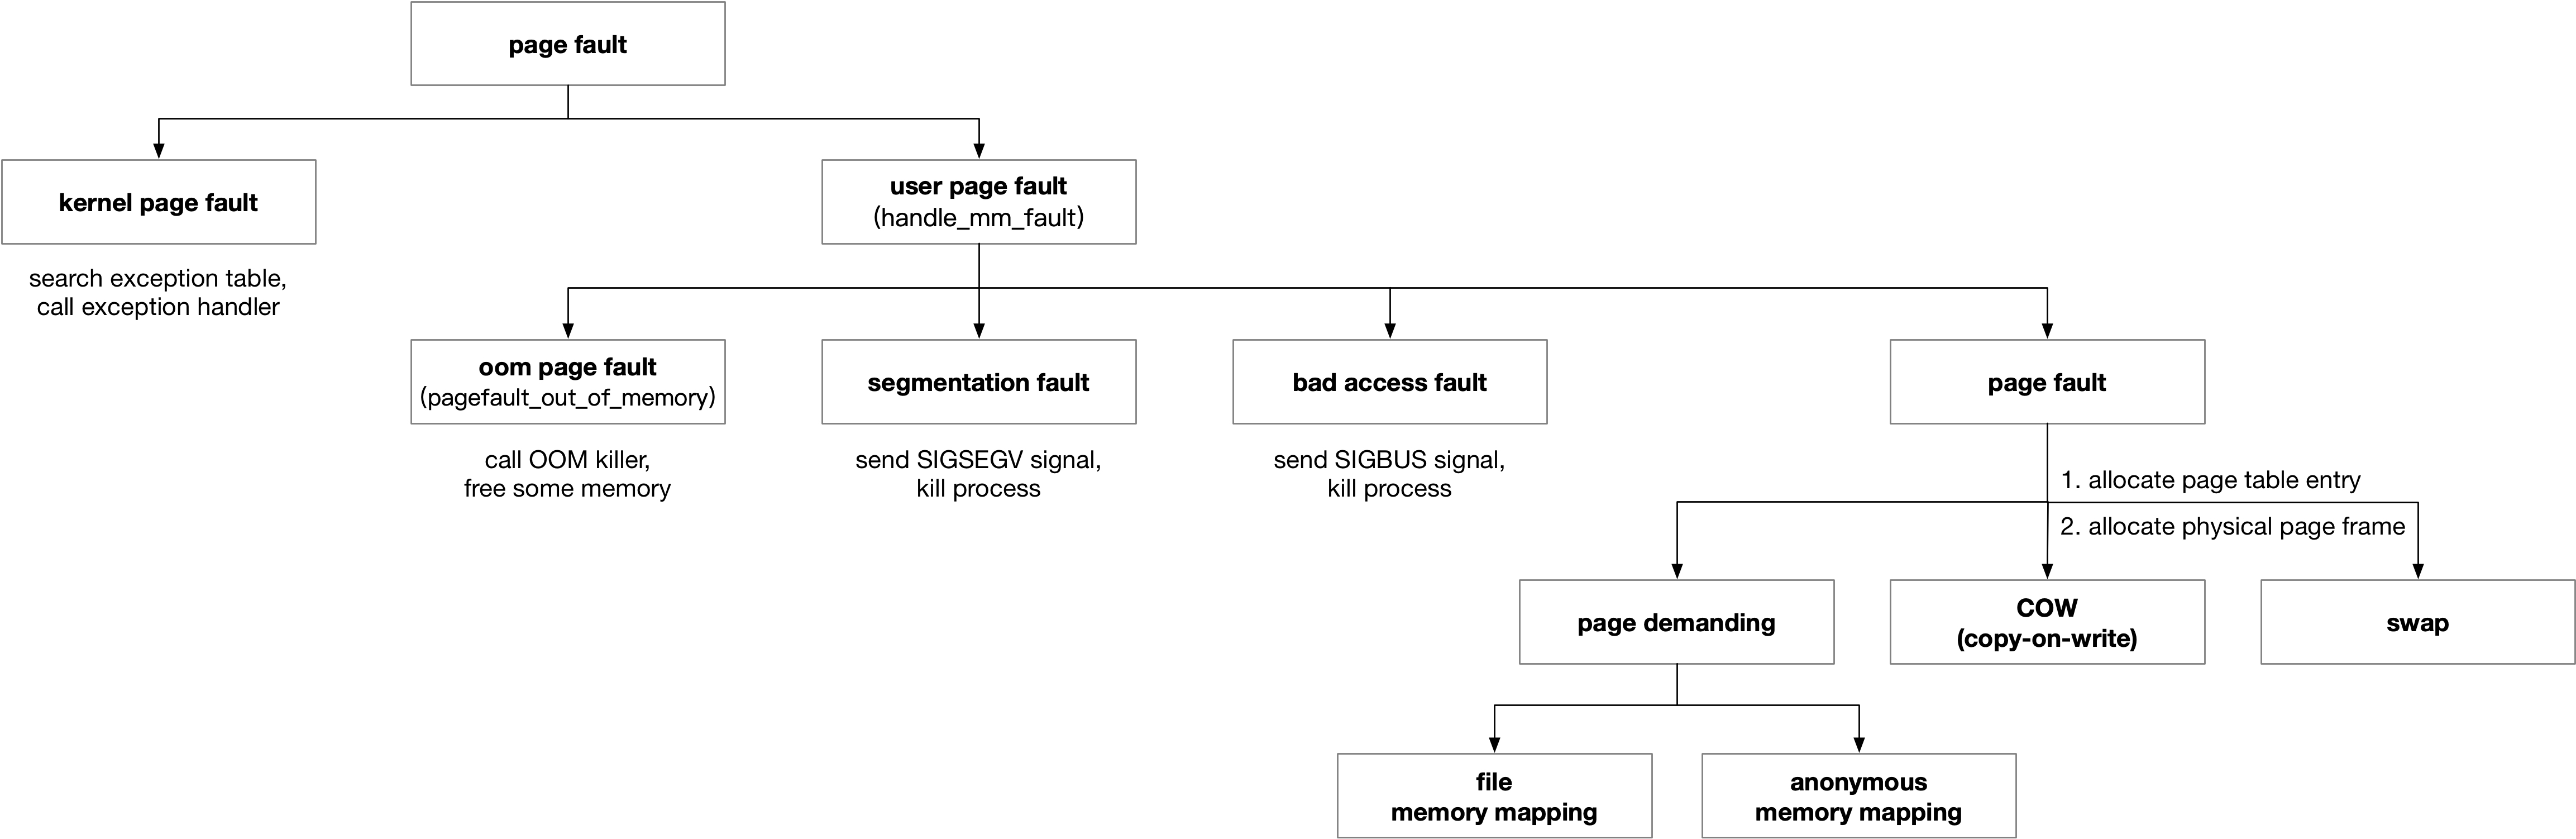 page fault
kernel page fault
user page fault
(handle_mm_fault)
search exception table,
call exception handler
oom page fault
(pagefault_out_of_memory)
segmentation fault
bad access fault
page fault
call OOM killer,
free some memory
send SIGSEGV signal,
kill process
send SIGBUS signal,
kill process
1. allocate page table entry
2. allocate physical page frame
page demanding
COW
(copy-on-write)
swap
file
memory mapping
anonymous
memory mapping